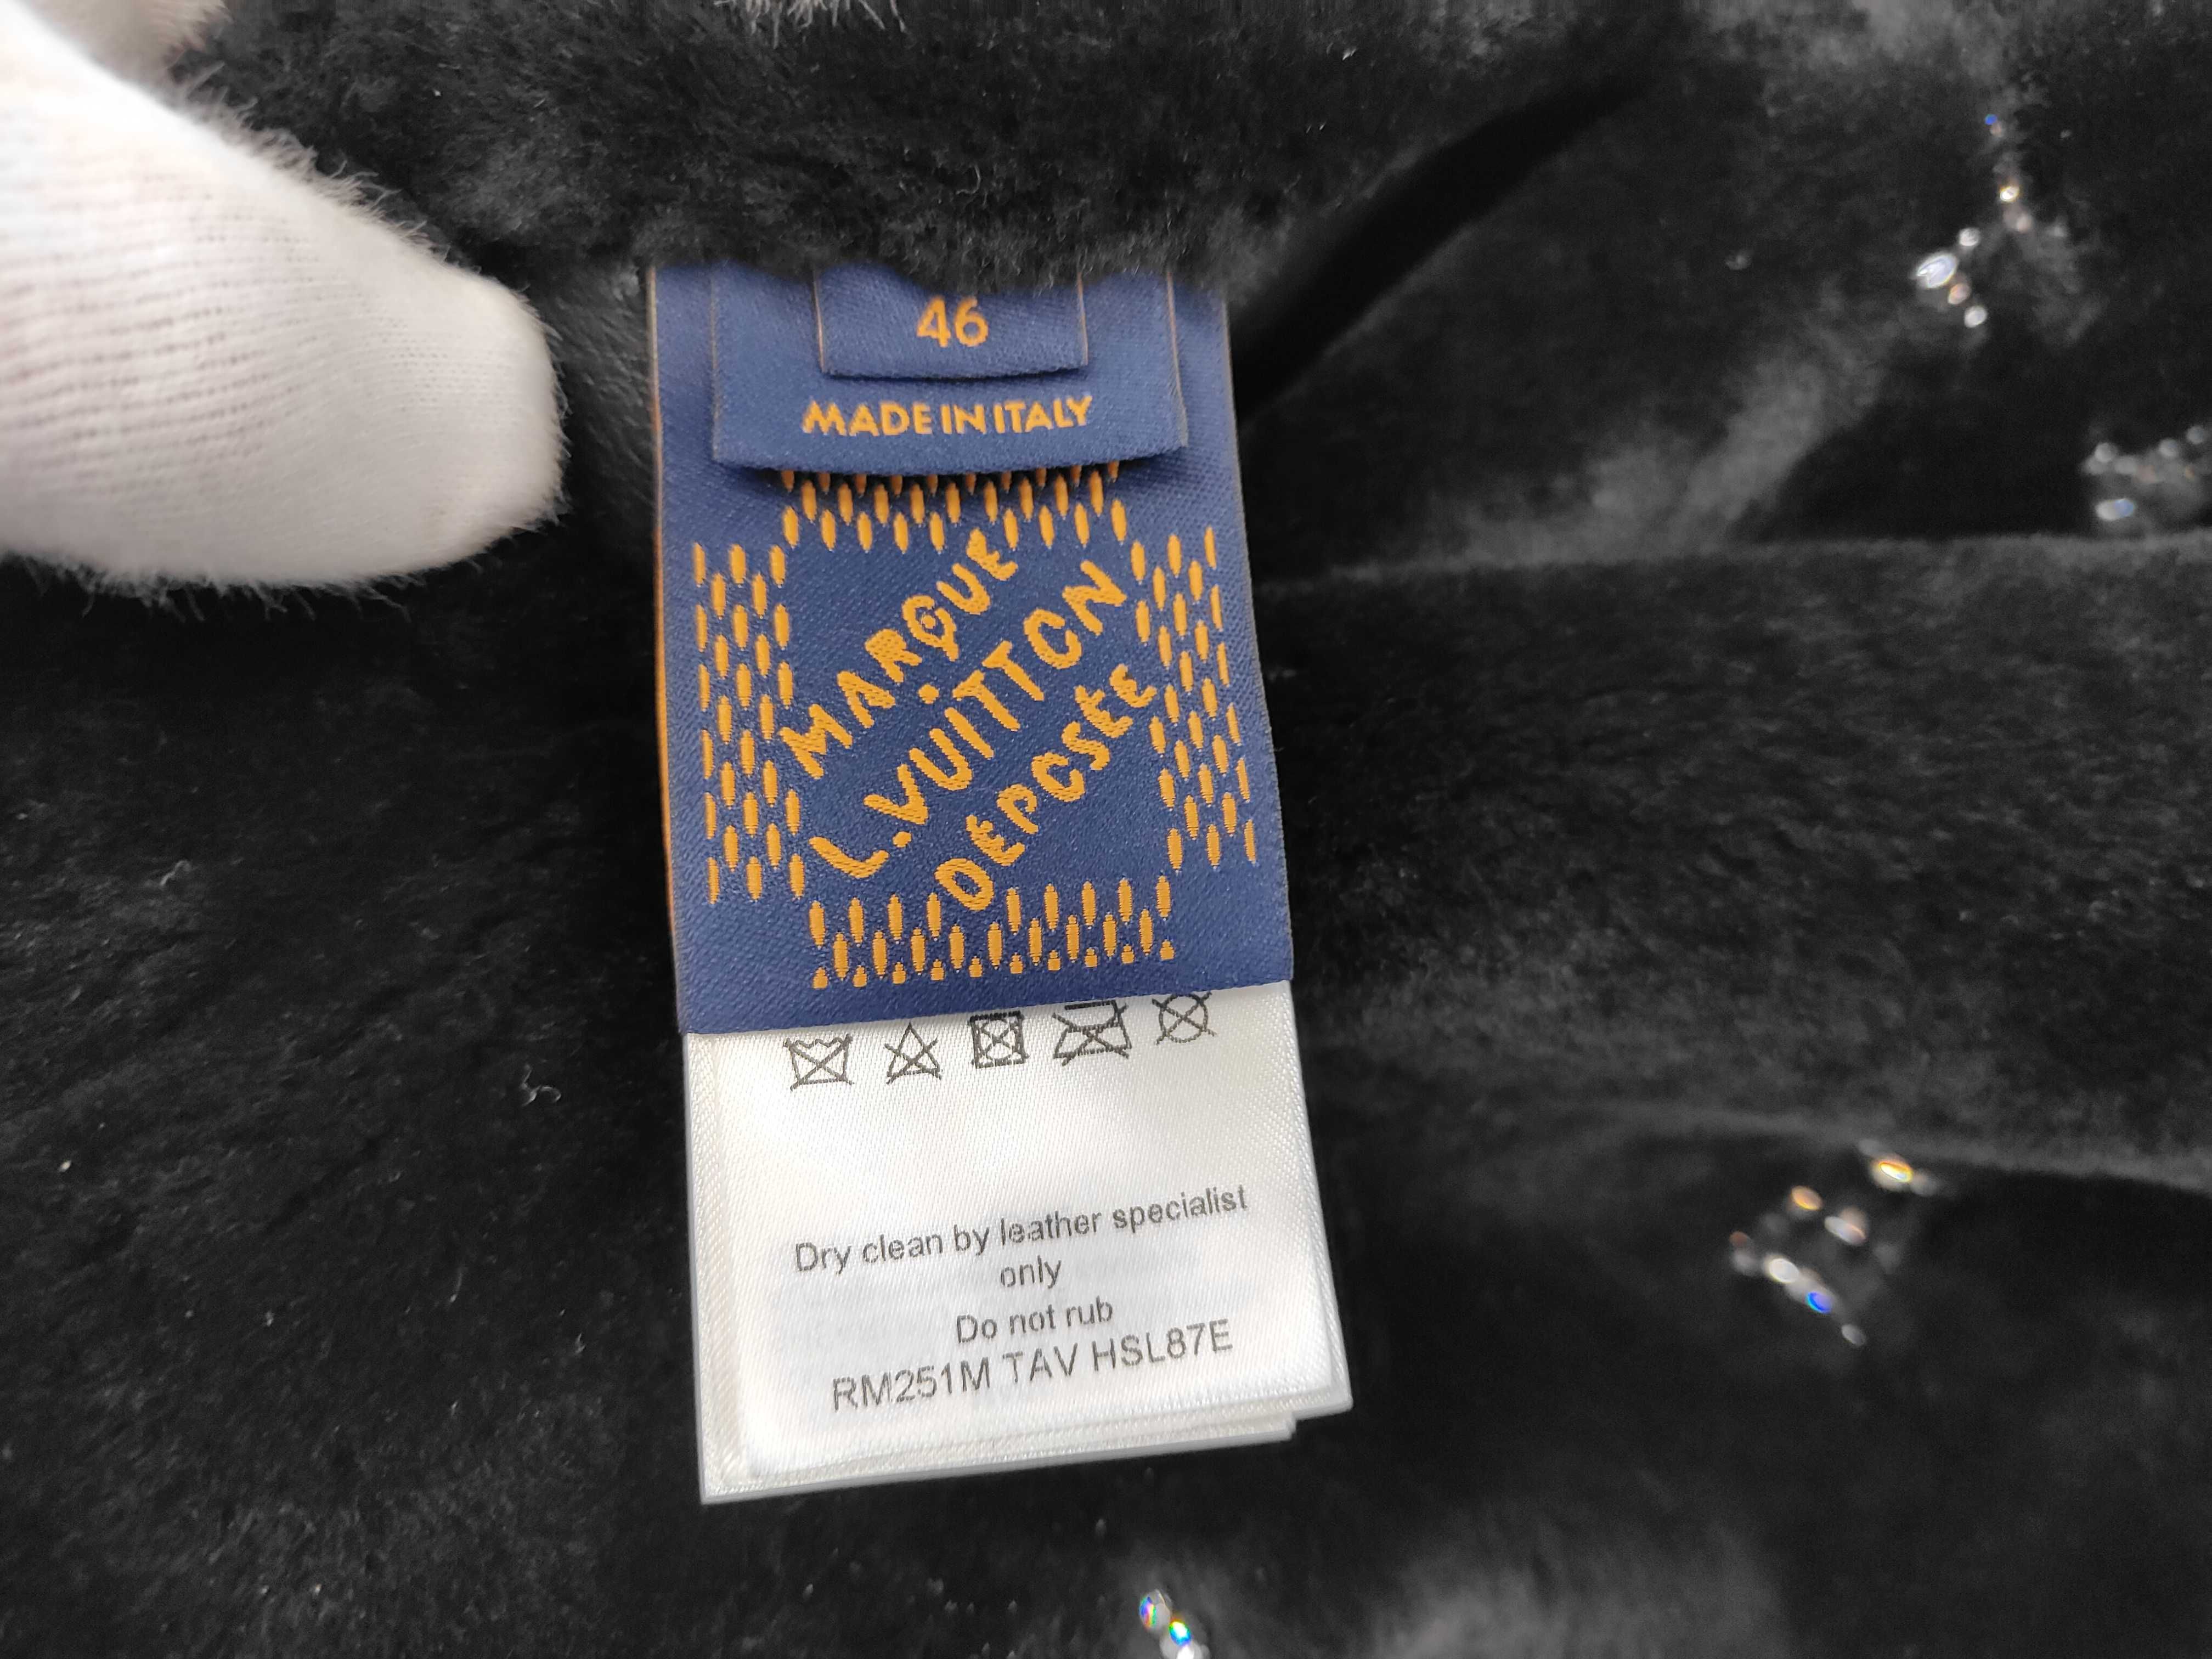 46
MADE IN ITALY
MARQUE
L.VUITTON
DÉPOSÉE
Dry clean by leather specialist
only
Do not rub
RM251M TAV HSL87E